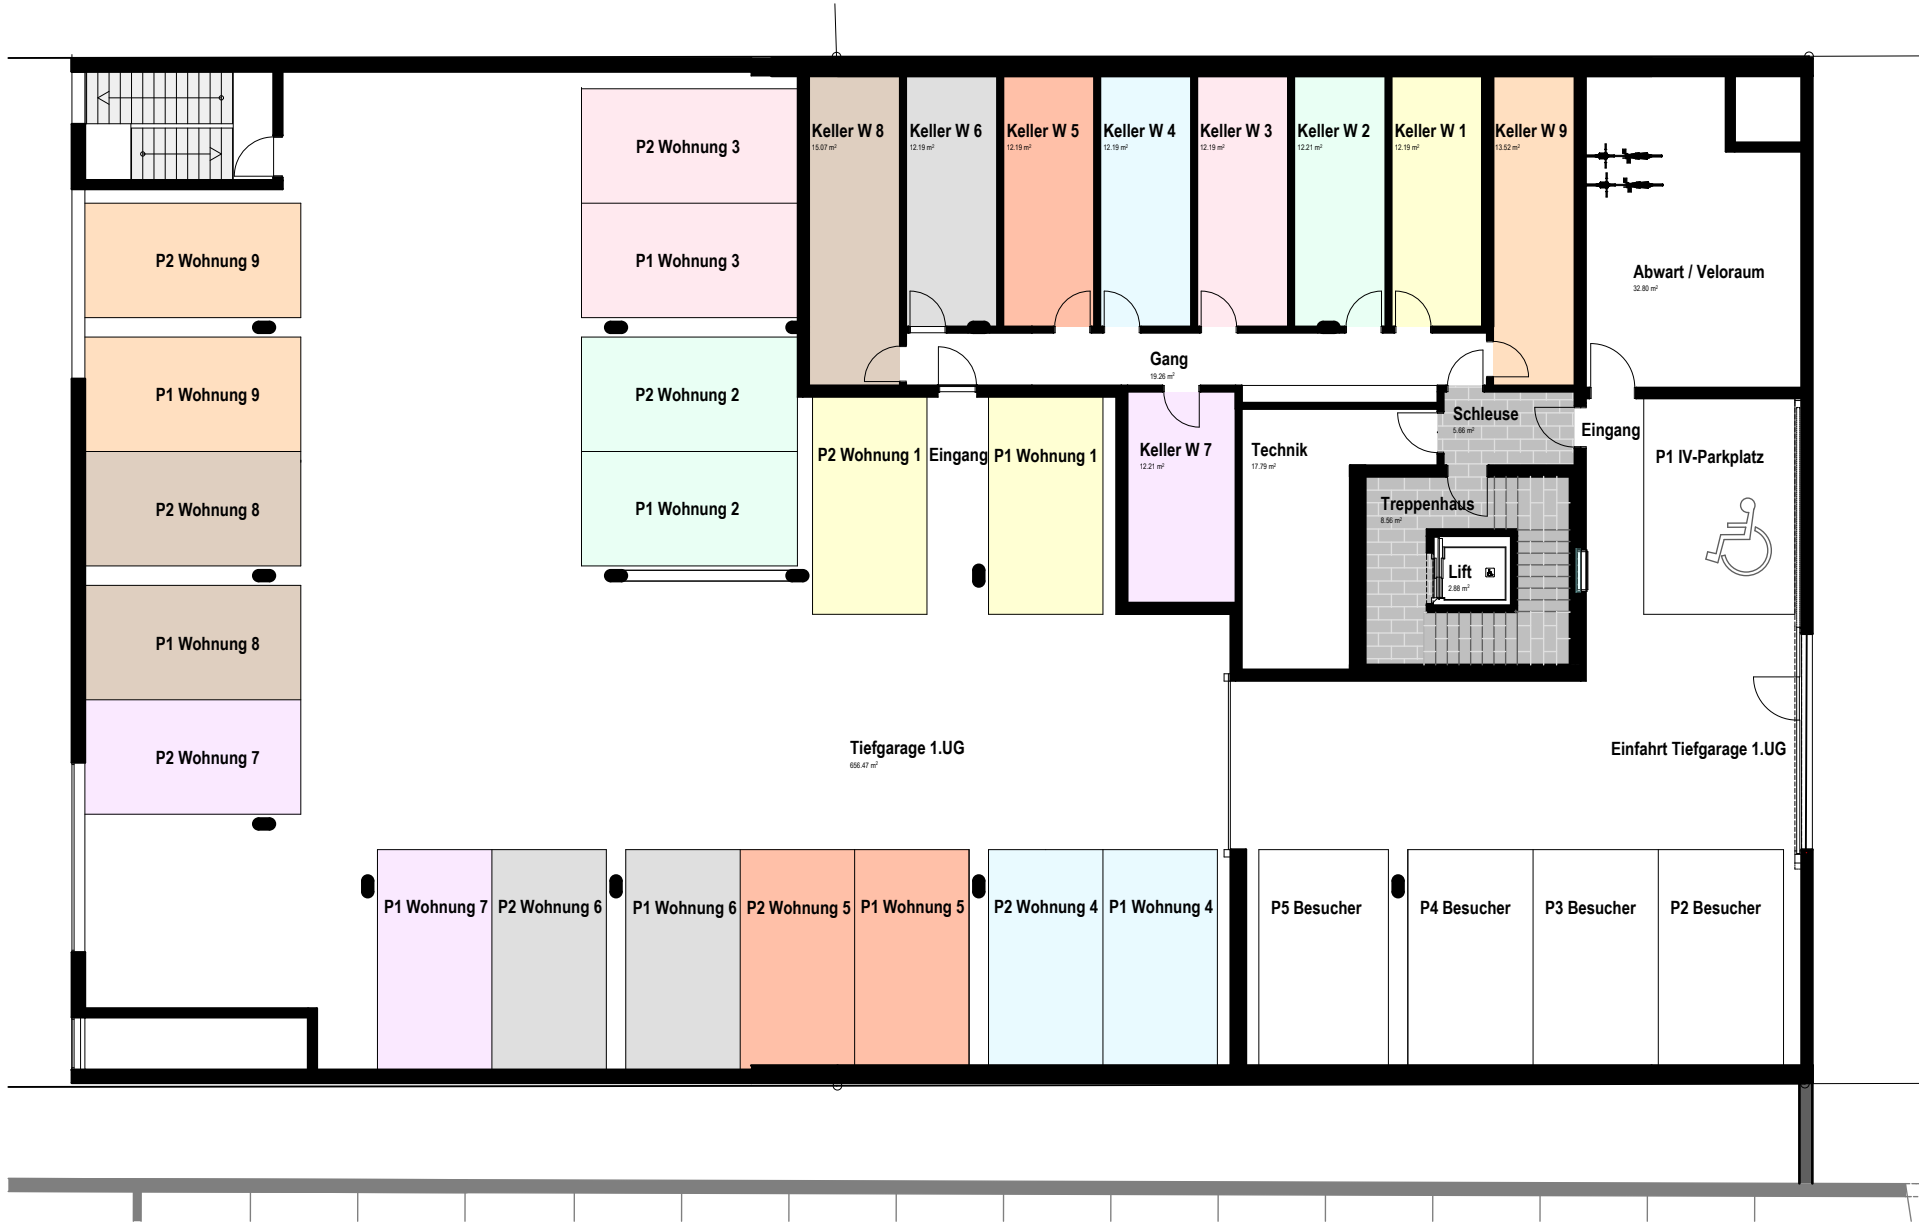 Keller W 8
15.07 m²
Keller W 6
12.19 m²
Keller W 5
12.19 m²
Keller W 4
12.19 m²
Keller W 3
12.19 m²
Keller W 2
12.21 m²
Keller W 1
12.19 m²
Keller W 9
13.52 m²
P2 Wohnung 3
P2 Wohnung 9
P1 Wohnung 3
Abwart / Veloraum
32.80 m²
Gang
19.26 m²
P1 Wohnung 9
P2 Wohnung 2
Schleuse
5.66 m²
Eingang
P2 Wohnung 1
Eingang
P1 Wohnung 1
Keller W 7
12.21 m²
Technik
17.79 m²
P1 IV-Parkplatz
P2 Wohnung 8
P1 Wohnung 2
Treppenhaus
8.56 m²
Lift
2.88 m²
P1 Wohnung 8
P2 Wohnung 7
Tiefgarage 1.UG
656.47 m²
Einfahrt Tiefgarage 1.UG
P1 Wohnung 7
P2 Wohnung 6
P1 Wohnung 6
P2 Wohnung 5
P1 Wohnung 5
P2 Wohnung 4
P1 Wohnung 4
P5 Besucher
P4 Besucher
P3 Besucher
P2 Besucher